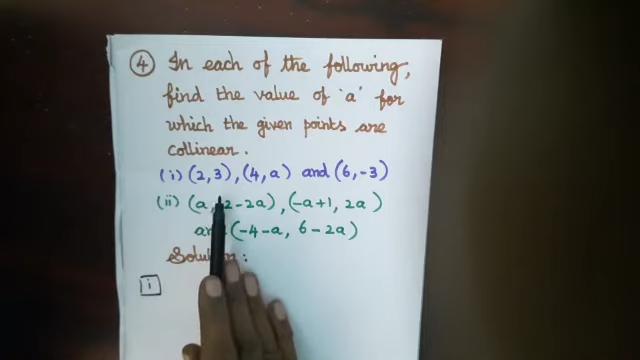 4 In each of the following,
find the value of 'a' for
which the given points are
collinear.
(i) (2, 3), (4, a) and (6, -3)
(ii) (a, 2-2a), (-a+1, 2a)
(-4-a, 6-2a)
i